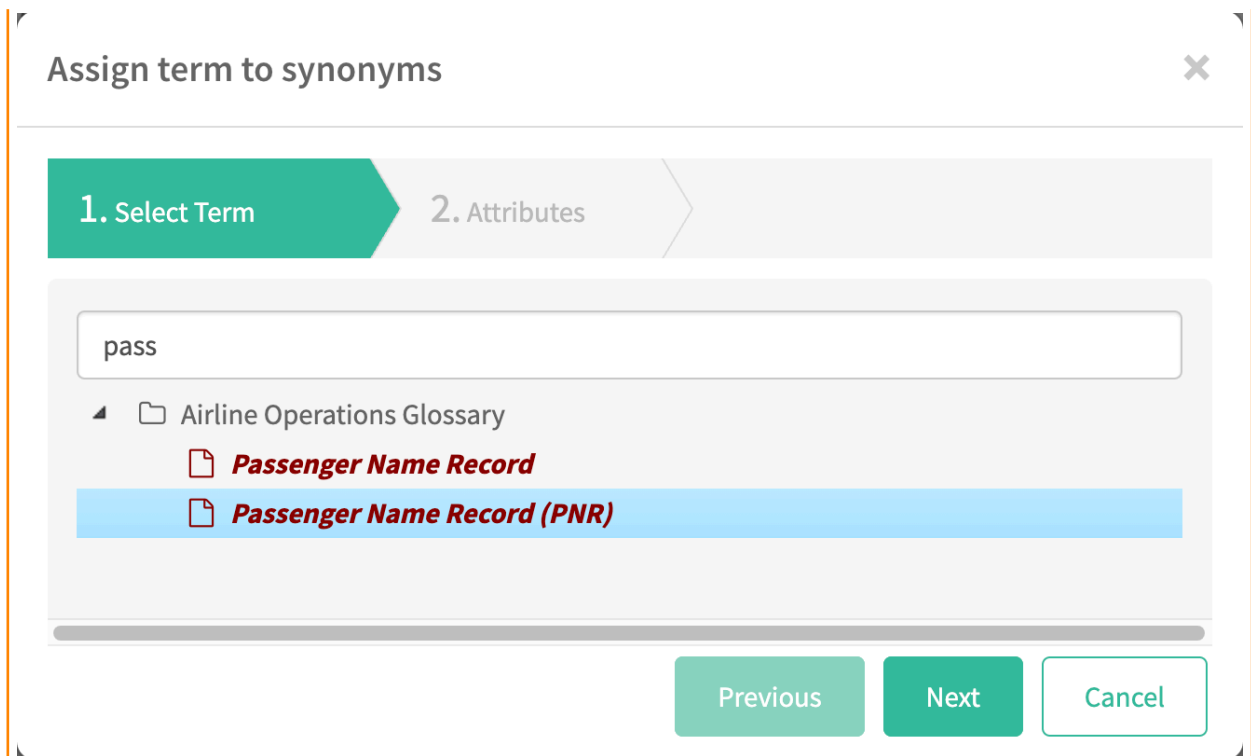 Assign term to synonyms
1. Select Term
2. Attributes
pass
Airline Operations Glossary
Passenger Name Record
Passenger Name Record (PNR)
Previous
Next
Cancel